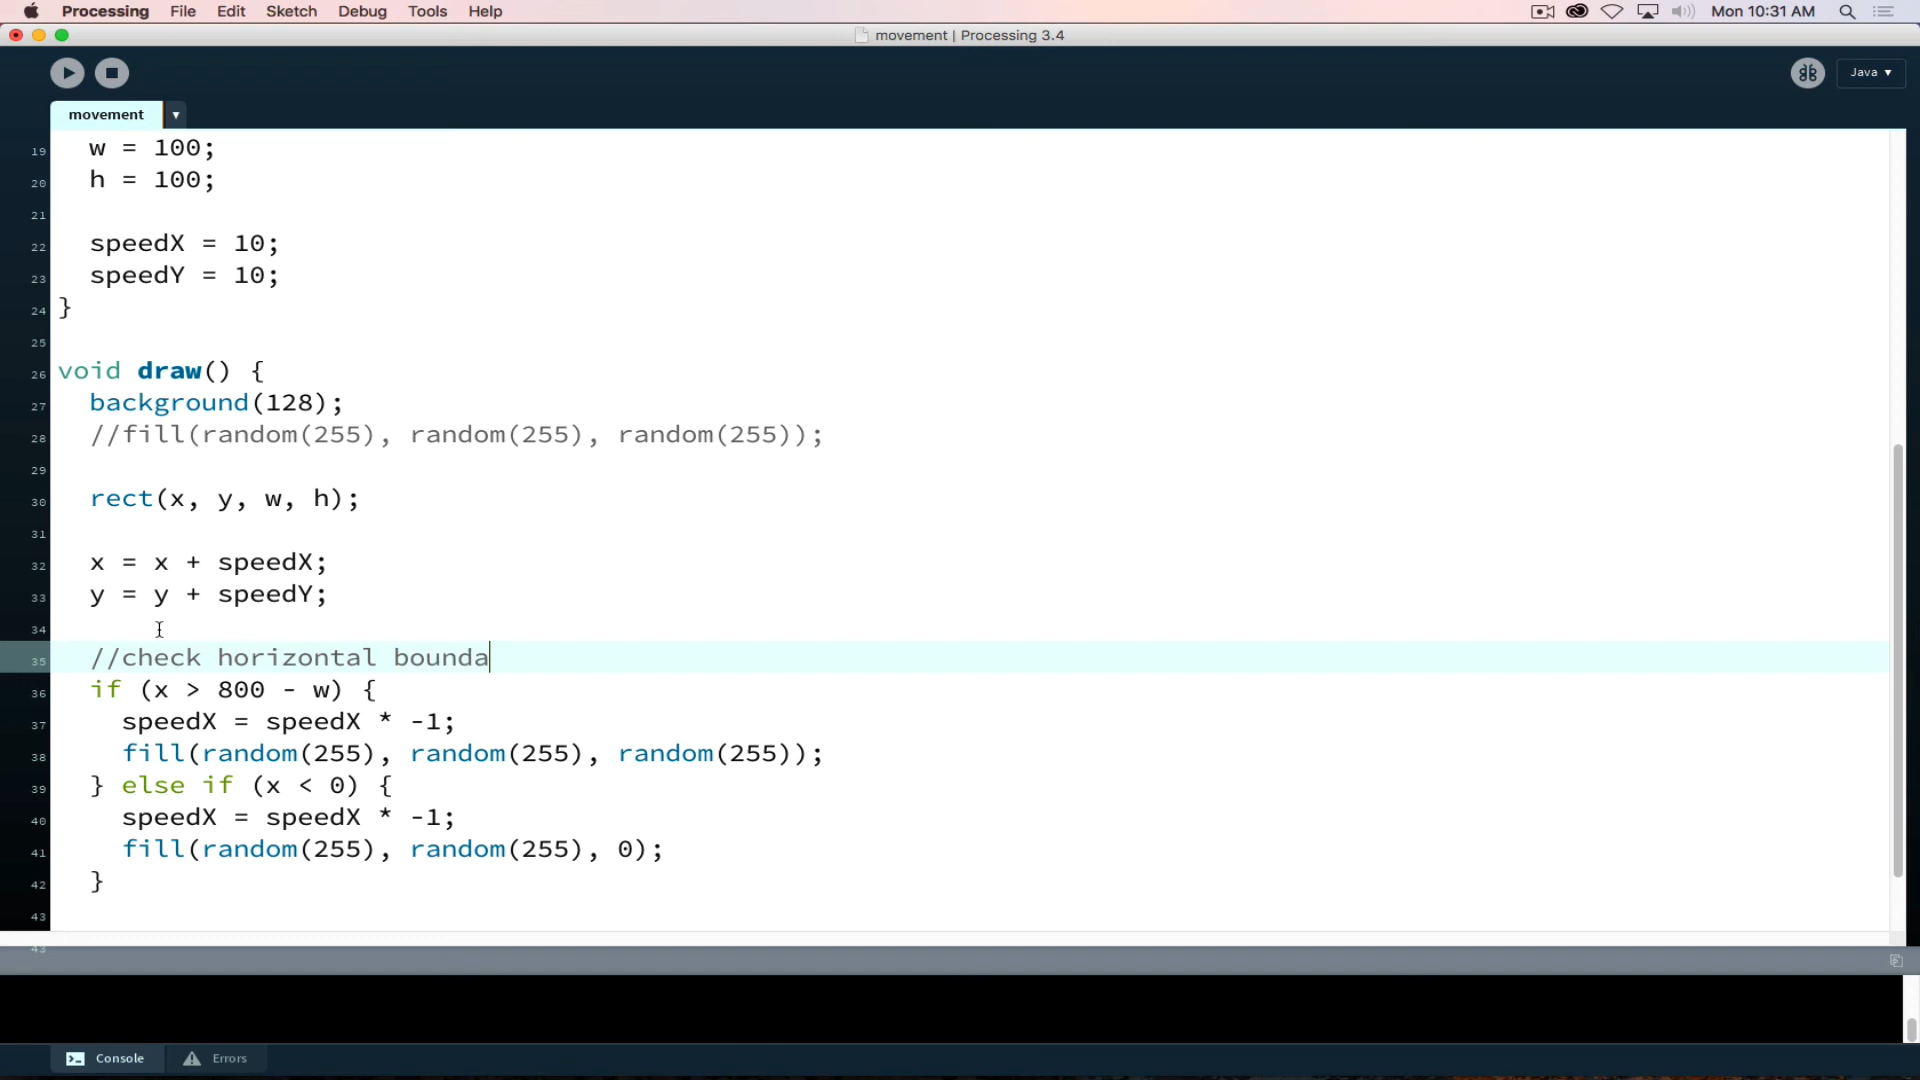 Processing File Edit Sketch Debug Tools Help Mon 10:31 AM
movement | Processing 3.4
Java ▾
movement ▾
19 w = 100;
20 h = 100;
21
22 speedX = 10;
23 speedY = 10;
24 }
25
26 void draw() {
27 background(128);
28 //fill(random(255), random(255), random(255));
29
30 rect(x, y, w, h);
31
32 x = x + speedX;
33 y = y + speedY;
34
35 //check horizontal bounda
36 if (x > 800 - w) {
37 speedX = speedX * -1;
38 fill(random(255), random(255), random(255));
39 } else if (x < 0) {
40 speedX = speedX * -1;
41 fill(random(255), random(255), 0);
42 }
43
43
Console Errors